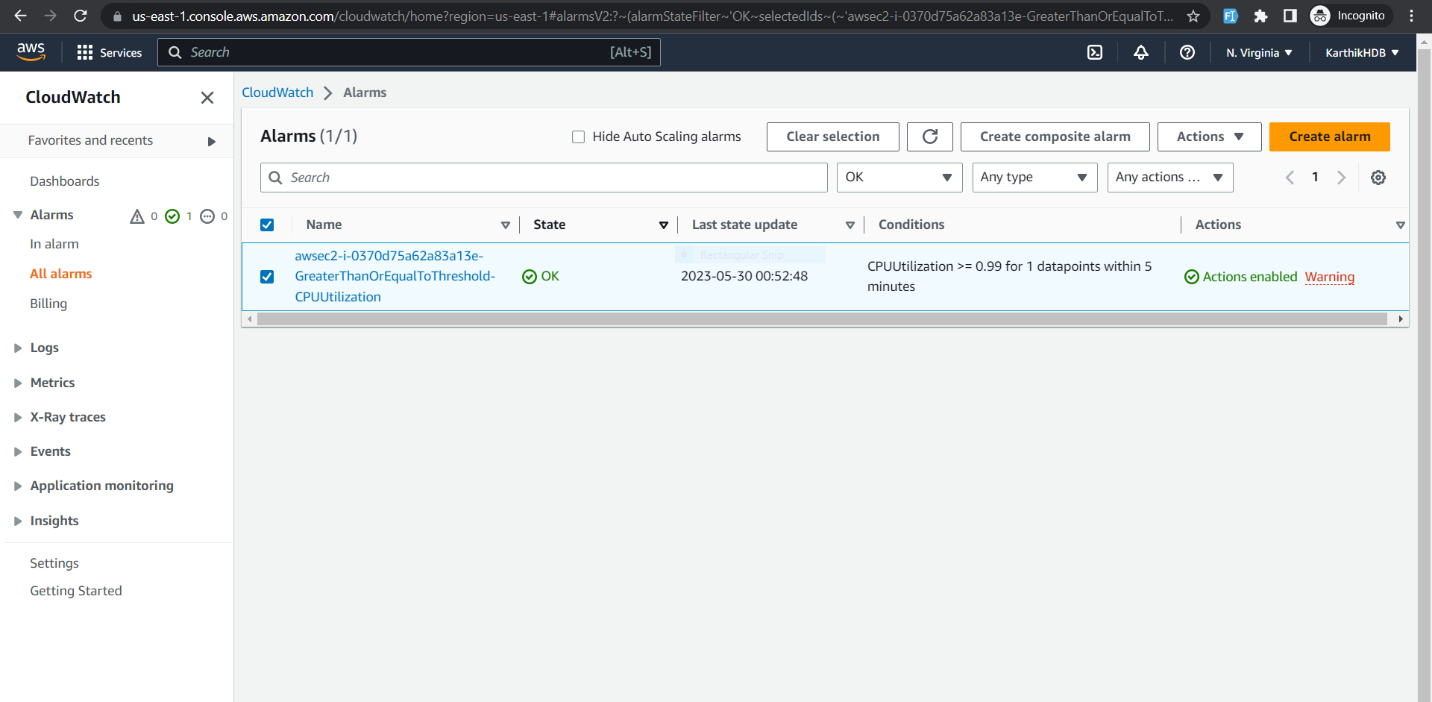 us-east-1.console.aws.amazon.com/cloudwatch/home?region=us-east-1#alarmsV2:?~(alarmStateFilter~'OK~selectedIds~(~'awsec2-i-0370d75a62a83a13e-GreaterThanOrEqualToT...
Incognito
aws
Services
Search [Alt+S]
N. Virginia
KarthikHDB
CloudWatch
Favorites and recents
Dashboards
Alarms 0 1 0
In alarm
All alarms
Billing
Logs
Metrics
X-Ray traces
Events
Application monitoring
Insights
Settings
Getting Started
CloudWatch Alarms
Alarms (1/1)
Hide Auto Scaling alarms
Clear selection
Create composite alarm
Actions
Create alarm
Search
OK
Any type
Any actions ...
1
Name State Last state update Conditions Actions
awsec2-i-0370d75a62a83a13e-
GreaterThanOrEqualToThreshold-
CPUUtilization
OK
Rectangular Snip
2023-05-30 00:52:48
CPUUtilization >= 0.99 for 1 datapoints within 5
minutes
Actions enabled Warning